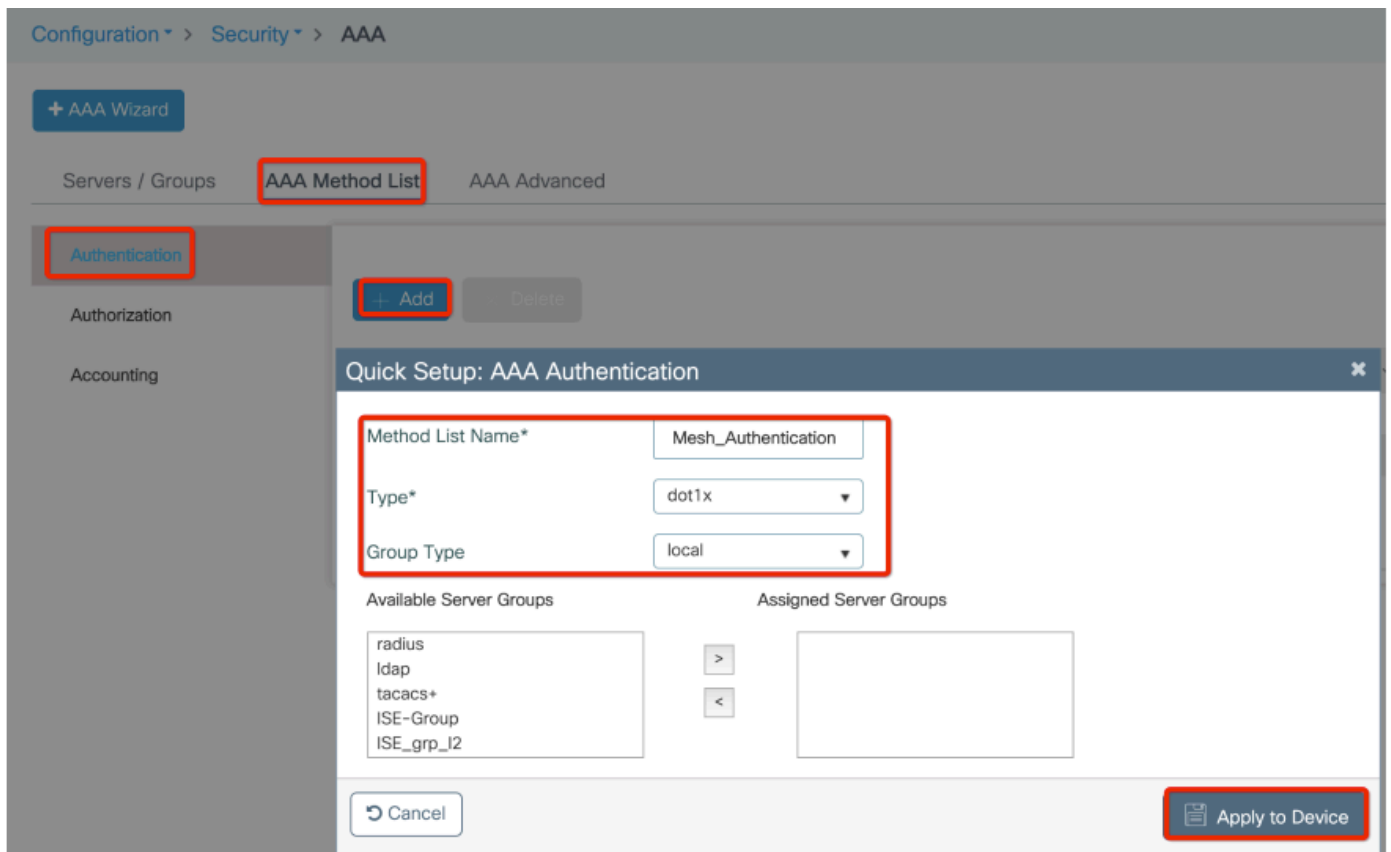 Configuration > Security > AAA
+ AAA Wizard
Servers / Groups AAA Method List AAA Advanced
Authentication
Authorization
Accounting
+ Add × Delete
Quick Setup: AAA Authentication ×
Method List Name* Mesh_Authentication
Type* dot1x
Group Type local
Available Server Groups Assigned Server Groups
radius
ldap
tacacs+
ISE-Group
ISE_grp_l2
>
<
Cancel Apply to Device